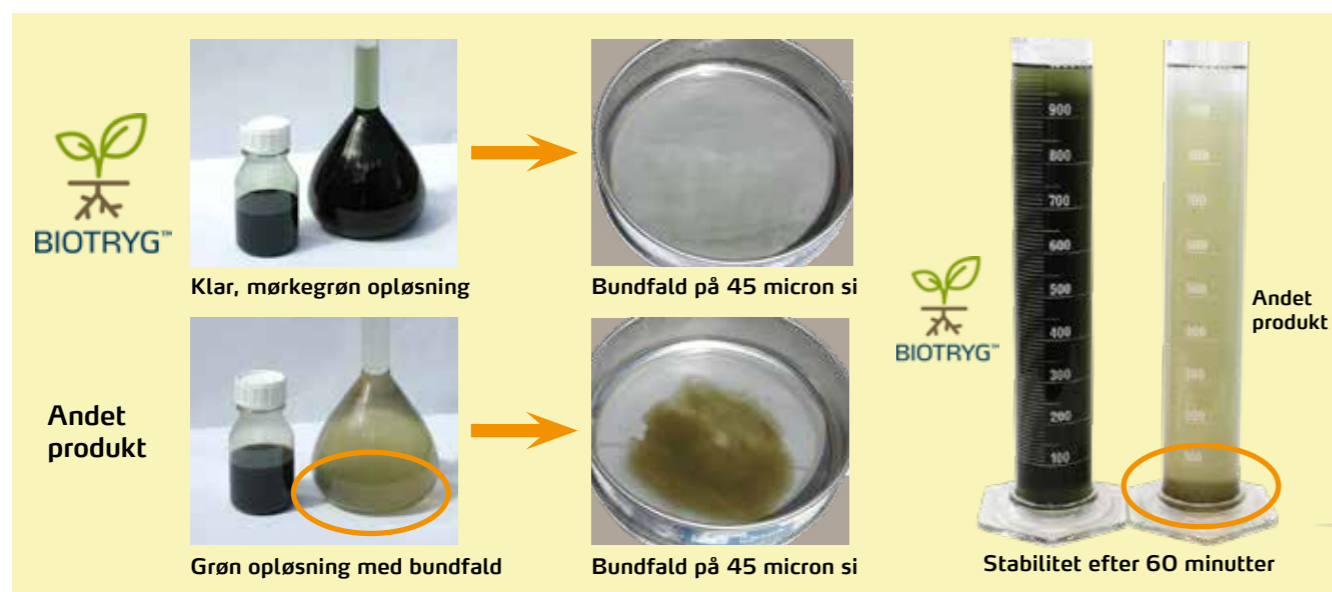 BIOTRYG™
Klar, mørkegrøn opløsning
Bundfald på 45 micron si
Andet
produkt
Grøn opløsning med bundfald
Bundfald på 45 micron si
BIOTRYG™
900
800
700
600
500
400
300
200
100
Andet
produkt
Stabilitet efter 60 minutter